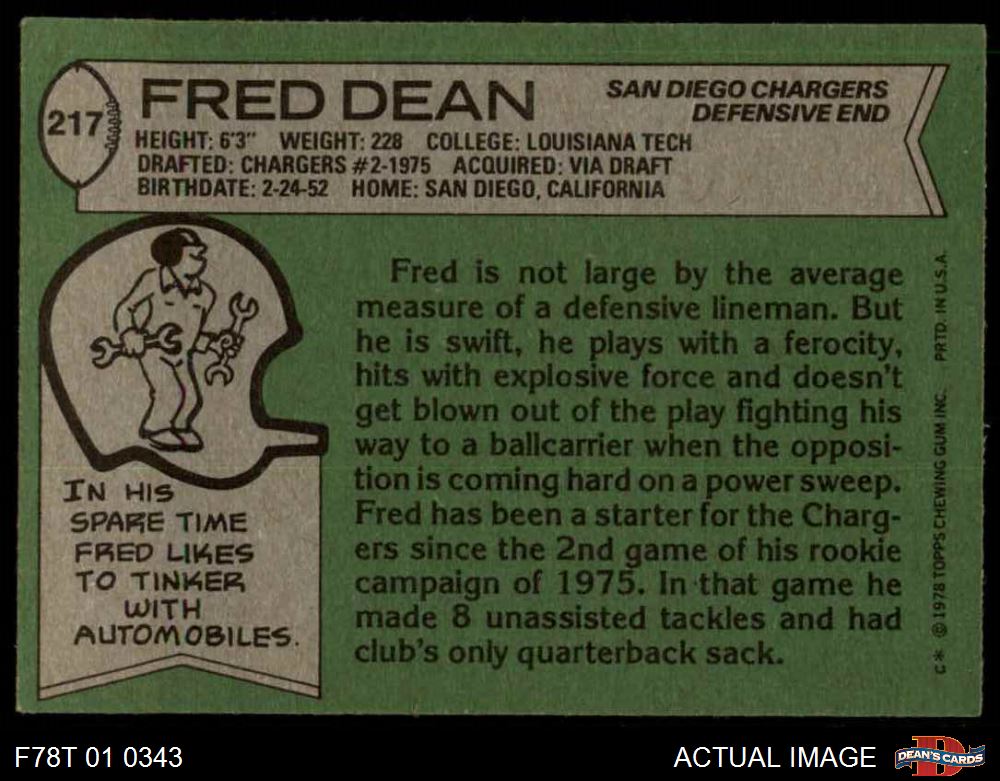 217
FRED DEAN
SAN DIEGO CHARGERS
DEFENSIVE END
HEIGHT: 6'3" WEIGHT: 228 COLLEGE: LOUISIANA TECH
DRAFTED: CHARGERS #2-1975 ACQUIRED: VIA DRAFT
BIRTHDATE: 2-24-52 HOME: SAN DIEGO, CALIFORNIA
IN HIS
SPARE TIME
FRED LIKES
TO TINKER
WITH
AUTOMOBILES.
Fred is not large by the average
measure of a defensive lineman. But
he is swift, he plays with a ferocity,
hits with explosive force and doesn't
get blown out of the play fighting his
way to a ballcarrier when the opposi-
tion is coming hard on a power sweep.
Fred has been a starter for the Charg-
ers since the 2nd game of his rookie
campaign of 1975. In that game he
made 8 unassisted tackles and had
club's only quarterback sack.
C* © 1978 TOPPS CHEWING GUM INC. PRTD. IN U.S.A.
F78T 01 0343
ACTUAL IMAGE
D
DEAN'S CARDS